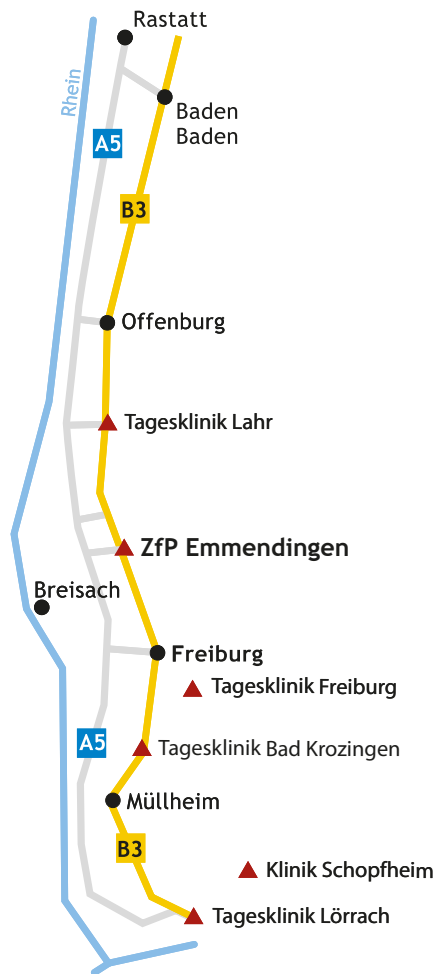 Rastatt
Rhein
Baden
Baden
A5
B3
Offenburg
Tagesklinik Lahr
ZfP Emmendingen
Breisach
Freiburg
Tagesklinik Freiburg
A5
Tagesklinik Bad Krozingen
Müllheim
B3
Klinik Schopfheim
Tagesklinik Lörrach